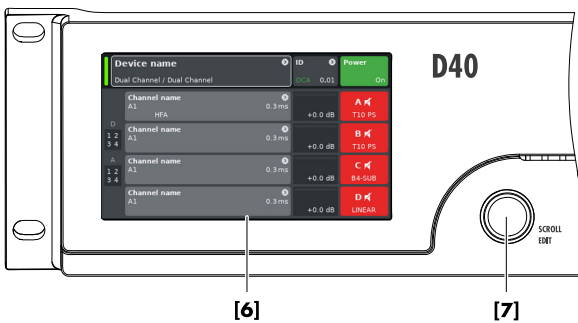 Device name
Dual Channel / Dual Channel
ID
OCA 0.01
Power
On
D40
Channel name
A1 0.3 ms
HFA
+0.0 dB
A
T10 PS
D
1 2
3 4
Channel name
A1 0.3 ms
+0.0 dB
B
T10 PS
A
1 2
3 4
Channel name
A1 0.3 ms
+0.0 dB
C
B4-SUB
Channel name
A1 0.3 ms
+0.0 dB
D
LINEAR
SCROLL
EDIT
[6]
[7]